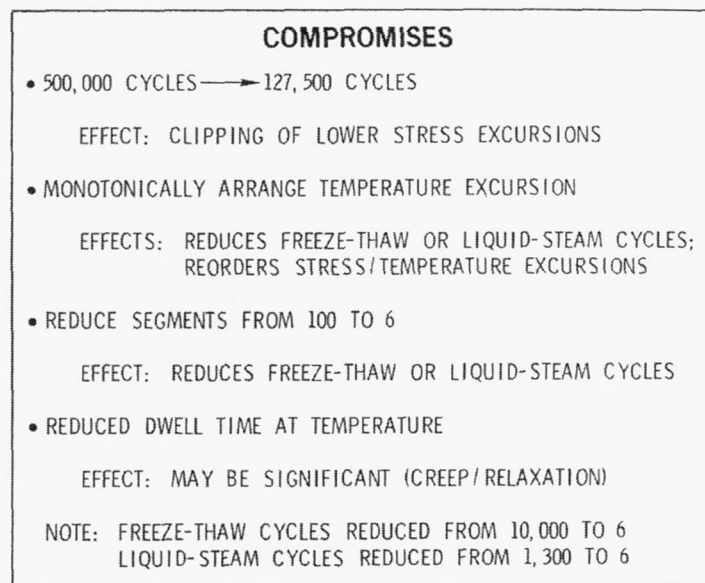 COMPROMISES
• 500,000 CYCLES → 127,500 CYCLES
EFFECT: CLIPPING OF LOWER STRESS EXCURSIONS
• MONOTONICALLY ARRANGE TEMPERATURE EXCURSION
EFFECTS: REDUCES FREEZE-THAW OR LIQUID-STEAM CYCLES;
REORDERS STRESS/TEMPERATURE EXCURSIONS
• REDUCE SEGMENTS FROM 100 TO 6
EFFECT: REDUCES FREEZE-THAW OR LIQUID-STEAM CYCLES
• REDUCED DWELL TIME AT TEMPERATURE
EFFECT: MAY BE SIGNIFICANT (CREEP/RELAXATION)
NOTE: FREEZE-THAW CYCLES REDUCED FROM 10,000 TO 6
LIQUID-STEAM CYCLES REDUCED FROM 1,300 TO 6